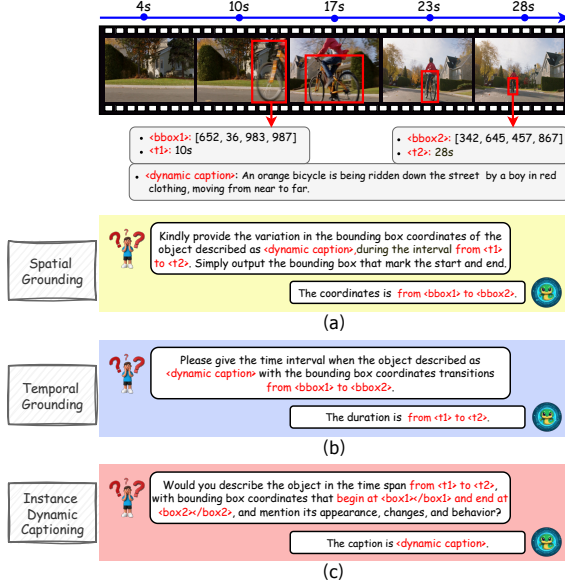 4s 10s 17s 23s 28s
• <bbox1>: [652, 36, 983, 987]
• <t1>: 10s
• <bbox2>: [342, 645, 457, 867]
• <t2>: 28s
• <dynamic caption>: An orange bicycle is being ridden down the street by a boy in red
clothing, moving from near to far.
Spatial
Grounding
Kindly provide the variation in the bounding box coordinates of the
object described as <dynamic caption>,during the interval from <t1>
to <t2>. Simply output the bounding box that mark the start and end.
The coordinates is from <bbox1> to <bbox2>.
(a)
Temporal
Grounding
Please give the time interval when the object described as
<dynamic caption> with the bounding box coordinates transitions
from <bbox1> to <bbox2>.
The duration is from <t1> to <t2>.
(b)
Instance
Dynamic
Captioning
Would you describe the object in the time span from <t1> to <t2>,
with bounding box coordinates that begin at <box1></box1> and end at
<box2></box2>, and mention its appearance, changes, and behavior?
The caption is <dynamic caption>.
(c)